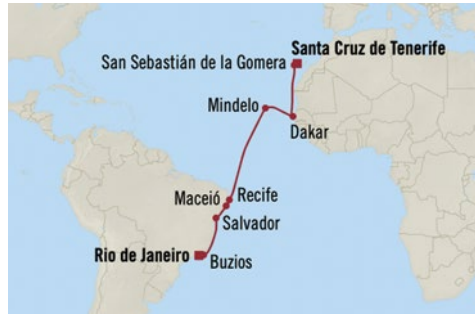 Santa Cruz de Tenerife
San Sebastián de la Gomera
Mindelo
Dakar
Maceió
Recife
Salvador
Rio de Janeiro
Buzios